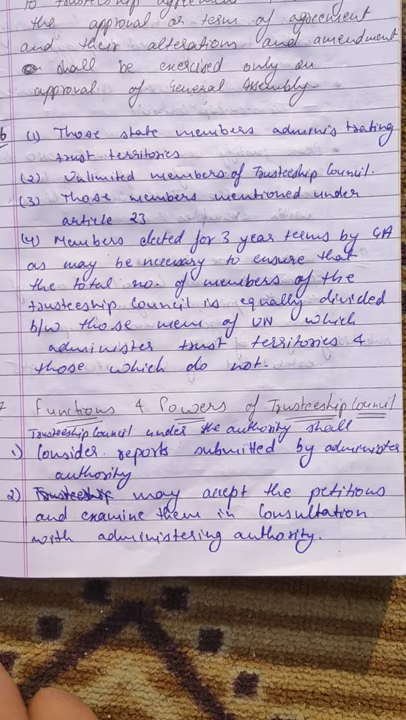 to trusteeship agreement
the approval or term of agreement
and their alterations and amendment
shall be exercised only on
approval of General Assembly.
6 (1) Those state members administrating
trust territories
(2) Unlimited members of Trusteeship Council.
(3) Those members mentioned under
article 23
(4) Members elected for 3 year terms by GA
as may be necessary to ensure that
the total no. of members of the
trusteeship Council is equally divided
b/w those mem of UN which
administer trust territories &
those which do not.
7 Functions & Powers of Trusteeship Council
Trusteeship Council under the authority shall
1) Consider reports submitted by administer
authority
2) may accept the petitions
and examine them in Consultation
with administering authority.